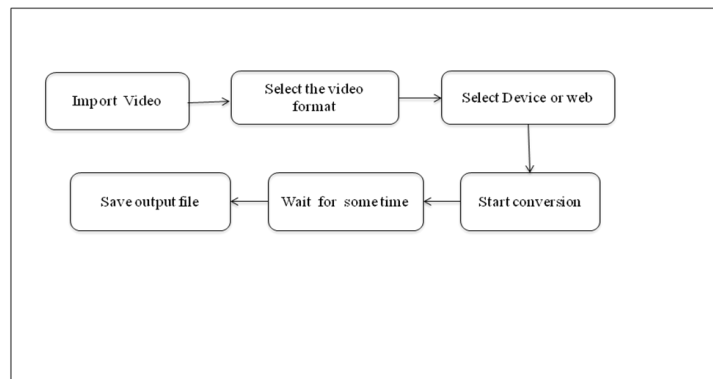 Import Video
Select the video
format
Select Device or web
Start conversion
Wait for some time
Save output file